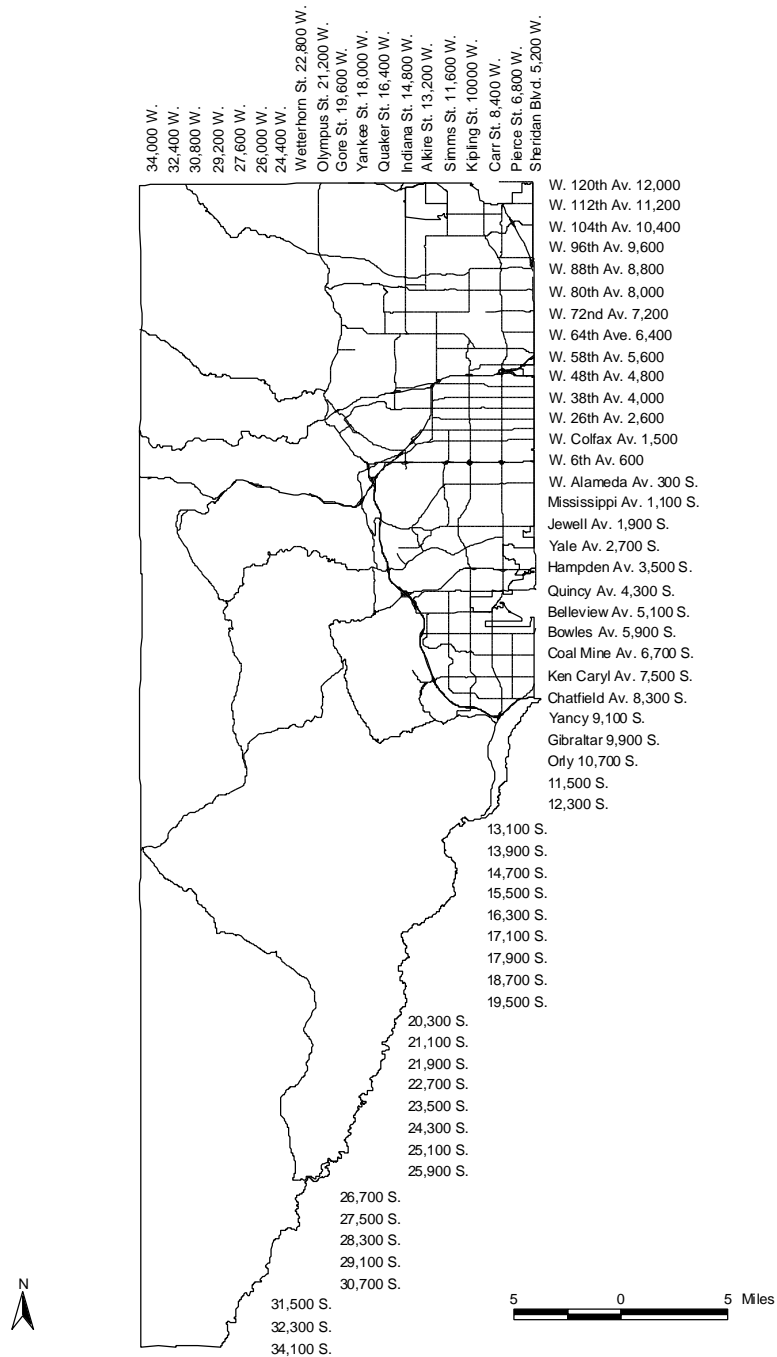 34,000 W.
32,400 W.
30,800 W.
29,200 W.
27,600 W.
26,000 W.
24,400 W.
Wetterhorn St. 22,800 W.
Olympus St. 21,200 W.
Gore St. 19,600 W.
Yankee St. 18,000 W.
Quaker St. 16,400 W.
Indiana St. 14,800 W.
Alkire St. 13,200 W.
Simms St. 11,600 W.
Kipling St. 10000 W.
Carr St. 8,400 W.
Pierce St. 6,800 W.
Sheridan Blvd. 5,200 W.
W. 120th Av. 12,000
W. 112th Av. 11,200
W. 104th Av. 10,400
W. 96th Av. 9,600
W. 88th Av. 8,800
W. 80th Av. 8,000
W. 72nd Av. 7,200
W. 64th Ave. 6,400
W. 58th Av. 5,600
W. 48th Av. 4,800
W. 38th Av. 4,000
W. 26th Av. 2,600
W. Colfax Av. 1,500
W. 6th Av. 600
W. Alameda Av. 300 S.
Mississippi Av. 1,100 S.
Jewell Av. 1,900 S.
Yale Av. 2,700 S.
Hampden Av. 3,500 S.
Quincy Av. 4,300 S.
Belleview Av. 5,100 S.
Bowles Av. 5,900 S.
Coal Mine Av. 6,700 S.
Ken Caryl Av. 7,500 S.
Chatfield Av. 8,300 S.
Yancy 9,100 S.
Gibraltar 9,900 S.
Orly 10,700 S.
11,500 S.
12,300 S.
13,100 S.
13,900 S.
14,700 S.
15,500 S.
16,300 S.
17,100 S.
17,900 S.
18,700 S.
19,500 S.
20,300 S.
21,100 S.
21,900 S.
22,700 S.
23,500 S.
24,300 S.
25,100 S.
25,900 S.
26,700 S.
27,500 S.
28,300 S.
29,100 S.
30,700 S.
31,500 S.
32,300 S.
34,100 S.
N
5 0 5 Miles